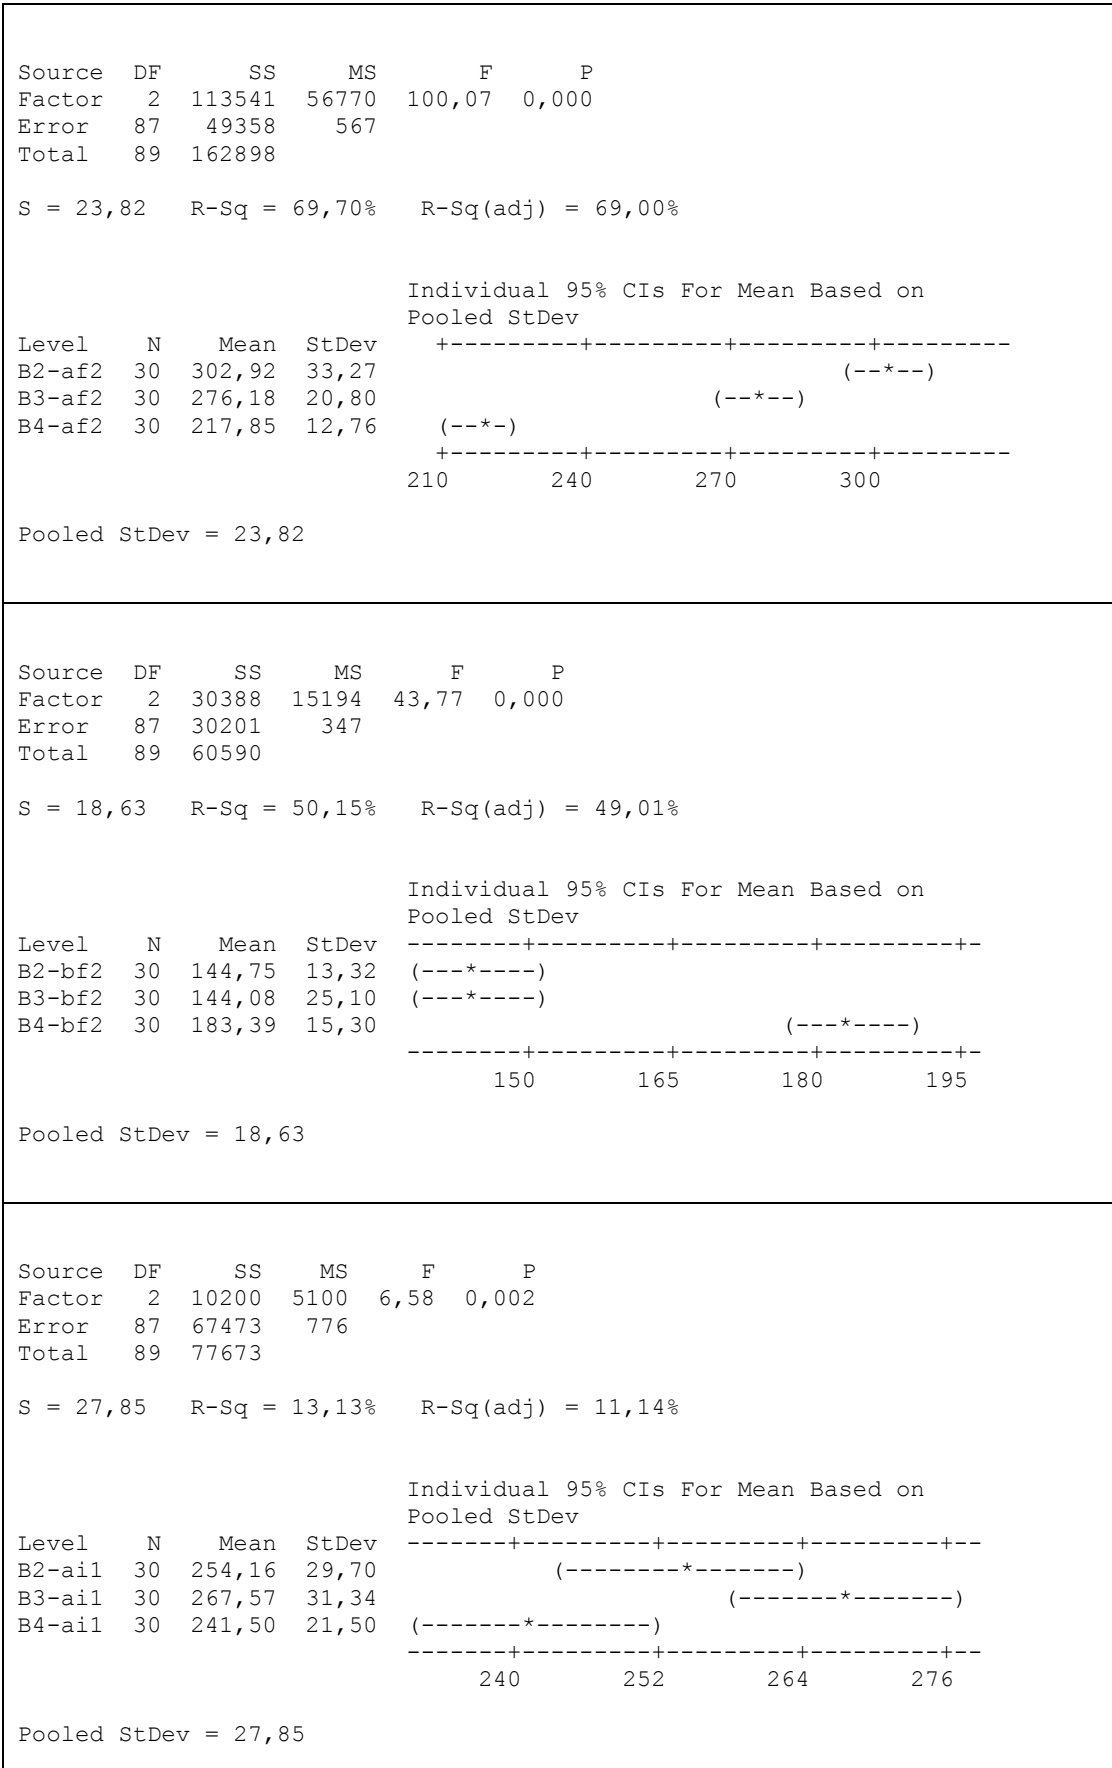 Source  DF      SS     MS       F      P
Factor   2  113541  56770  100,07  0,000
Error   87   49358    567
Total   89  162898
S = 23,82   R-Sq = 69,70%   R-Sq(adj) = 69,00%
Individual 95% CIs For Mean Based on
Pooled StDev
Level    N    Mean  StDev    +---------+---------+---------+---------
B2-af2  30  302,92  33,27                                (--*--)
B3-af2  30  276,18  20,80                       (--*--)
B4-af2  30  217,85  12,76    (--*-)
+---------+---------+---------+---------
210       240       270       300
Pooled StDev = 23,82
Source  DF     SS     MS      F      P
Factor   2  30388  15194  43,77  0,000
Error   87  30201    347
Total   89  60590
S = 18,63   R-Sq = 50,15%   R-Sq(adj) = 49,01%
Individual 95% CIs For Mean Based on
Pooled StDev
Level    N    Mean  StDev  --------+---------+---------+---------+-
B2-bf2  30  144,75  13,32  (---*----)
B3-bf2  30  144,08  25,10  (---*----)
B4-bf2  30  183,39  15,30                            (---*----)
--------+---------+---------+---------+-
150       165       180       195
Pooled StDev = 18,63
Source  DF     SS    MS     F      P
Factor   2  10200  5100  6,58  0,002
Error   87  67473   776
Total   89  77673
S = 27,85   R-Sq = 13,13%   R-Sq(adj) = 11,14%
Individual 95% CIs For Mean Based on
Pooled StDev
Level    N    Mean  StDev  -------+---------+---------+---------+--
B2-ai1  30  254,16  29,70            (--------*-------)
B3-ai1  30  267,57  31,34                        (-------*-------)
B4-ai1  30  241,50  21,50  (-------*--------)
-------+---------+---------+---------+--
240       252       264       276
Pooled StDev = 27,85